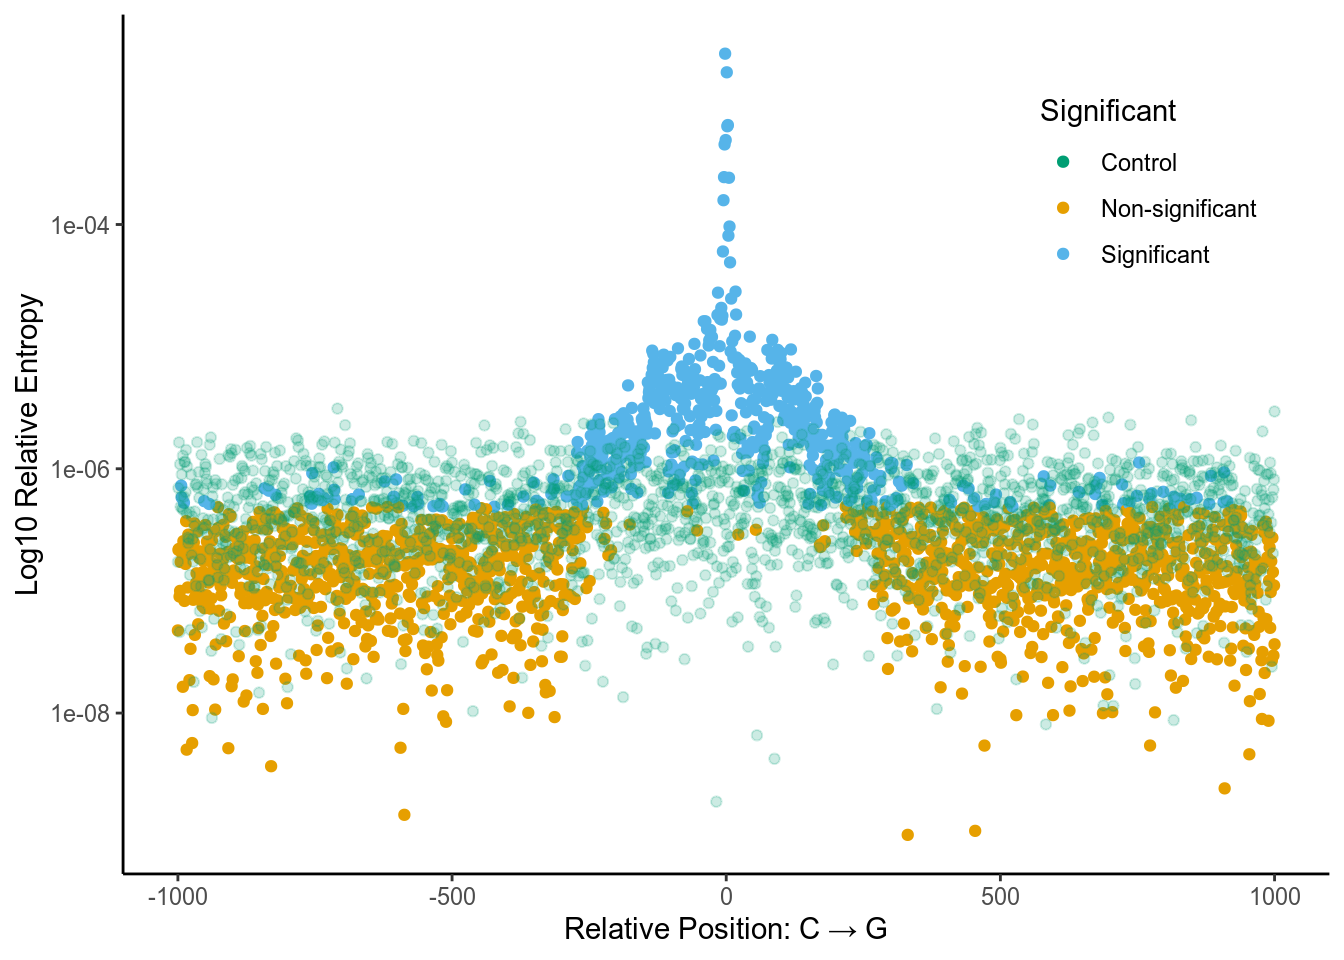 Log10 Relative Entropy
1e-04
1e-06
1e-08
Significant
Control
Non-significant
Significant
-1000
-500
0
500
1000
Relative Position: C → G